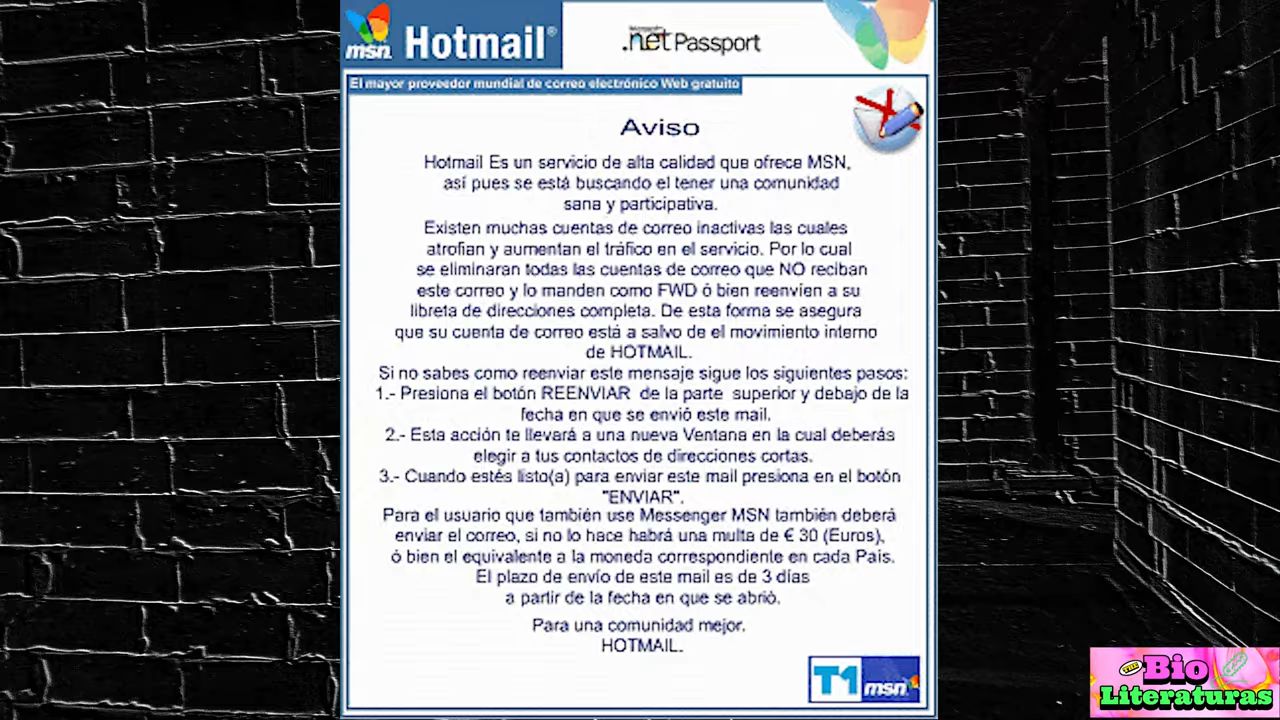 msn Hotmail®
Microsoft
.net Passport
El mayor proveedor mundial de correo electrónico Web gratuito
Aviso
Hotmail Es un servicio de alta calidad que ofrece MSN,
así pues se está buscando el tener una comunidad
sana y participativa.
Existen muchas cuentas de correo inactivas las cuales
atrofian y aumentan el tráfico en el servicio. Por lo cual
se eliminaran todas las cuentas de correo que NO reciban
este correo y lo manden como FWD ó bien reenvíen a su
libreta de direcciones completa. De esta forma se asegura
que su cuenta de correo está a salvo de el movimiento interno
de HOTMAIL.
Si no sabes como reenviar este mensaje sigue los siguientes pasos:
1.- Presiona el botón REENVIAR de la parte superior y debajo de la
fecha en que se envió este mail.
2.- Esta acción te llevará a una nueva Ventana en la cual deberás
elegir a tus contactos de direcciones cortas.
3.- Cuando estés listo(a) para enviar este mail presiona en el botón
"ENVIAR".
Para el usuario que también use Messenger MSN también deberá
enviar el correo, si no lo hace habrá una multa de € 30 (Euros),
ó bien el equivalente a la moneda correspondiente en cada País.
El plazo de envío de este mail es de 3 días
a partir de la fecha en que se abrió.
Para una comunidad mejor.
HOTMAIL.
T1 msn
THE Bio
Literaturas